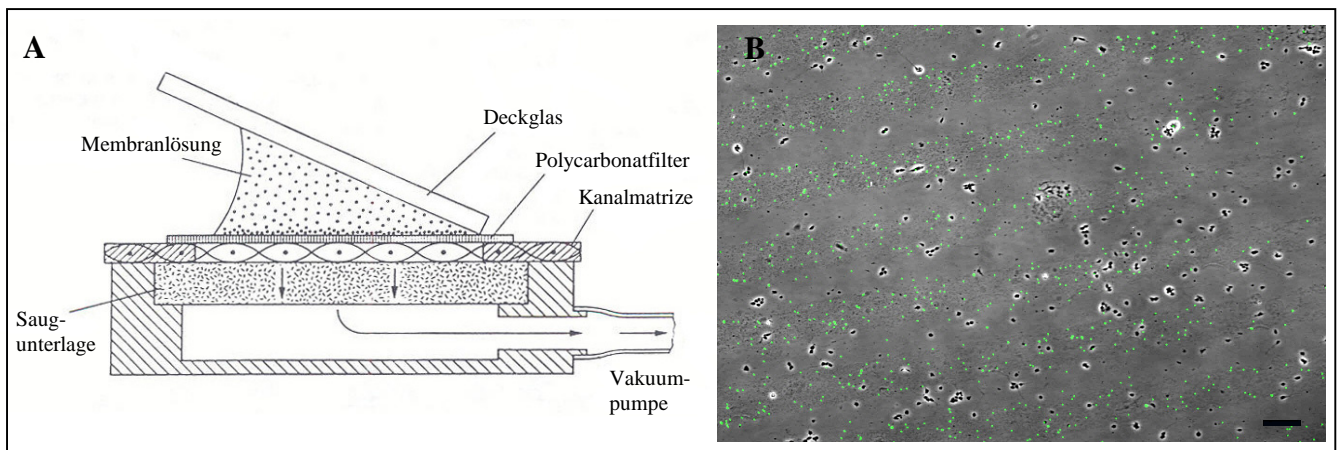 A
Deckglas
Membranlösung
Polycarbonatfilter
Kanalmatrize
Saug-
unterlage
Vakuum-
pumpe
B